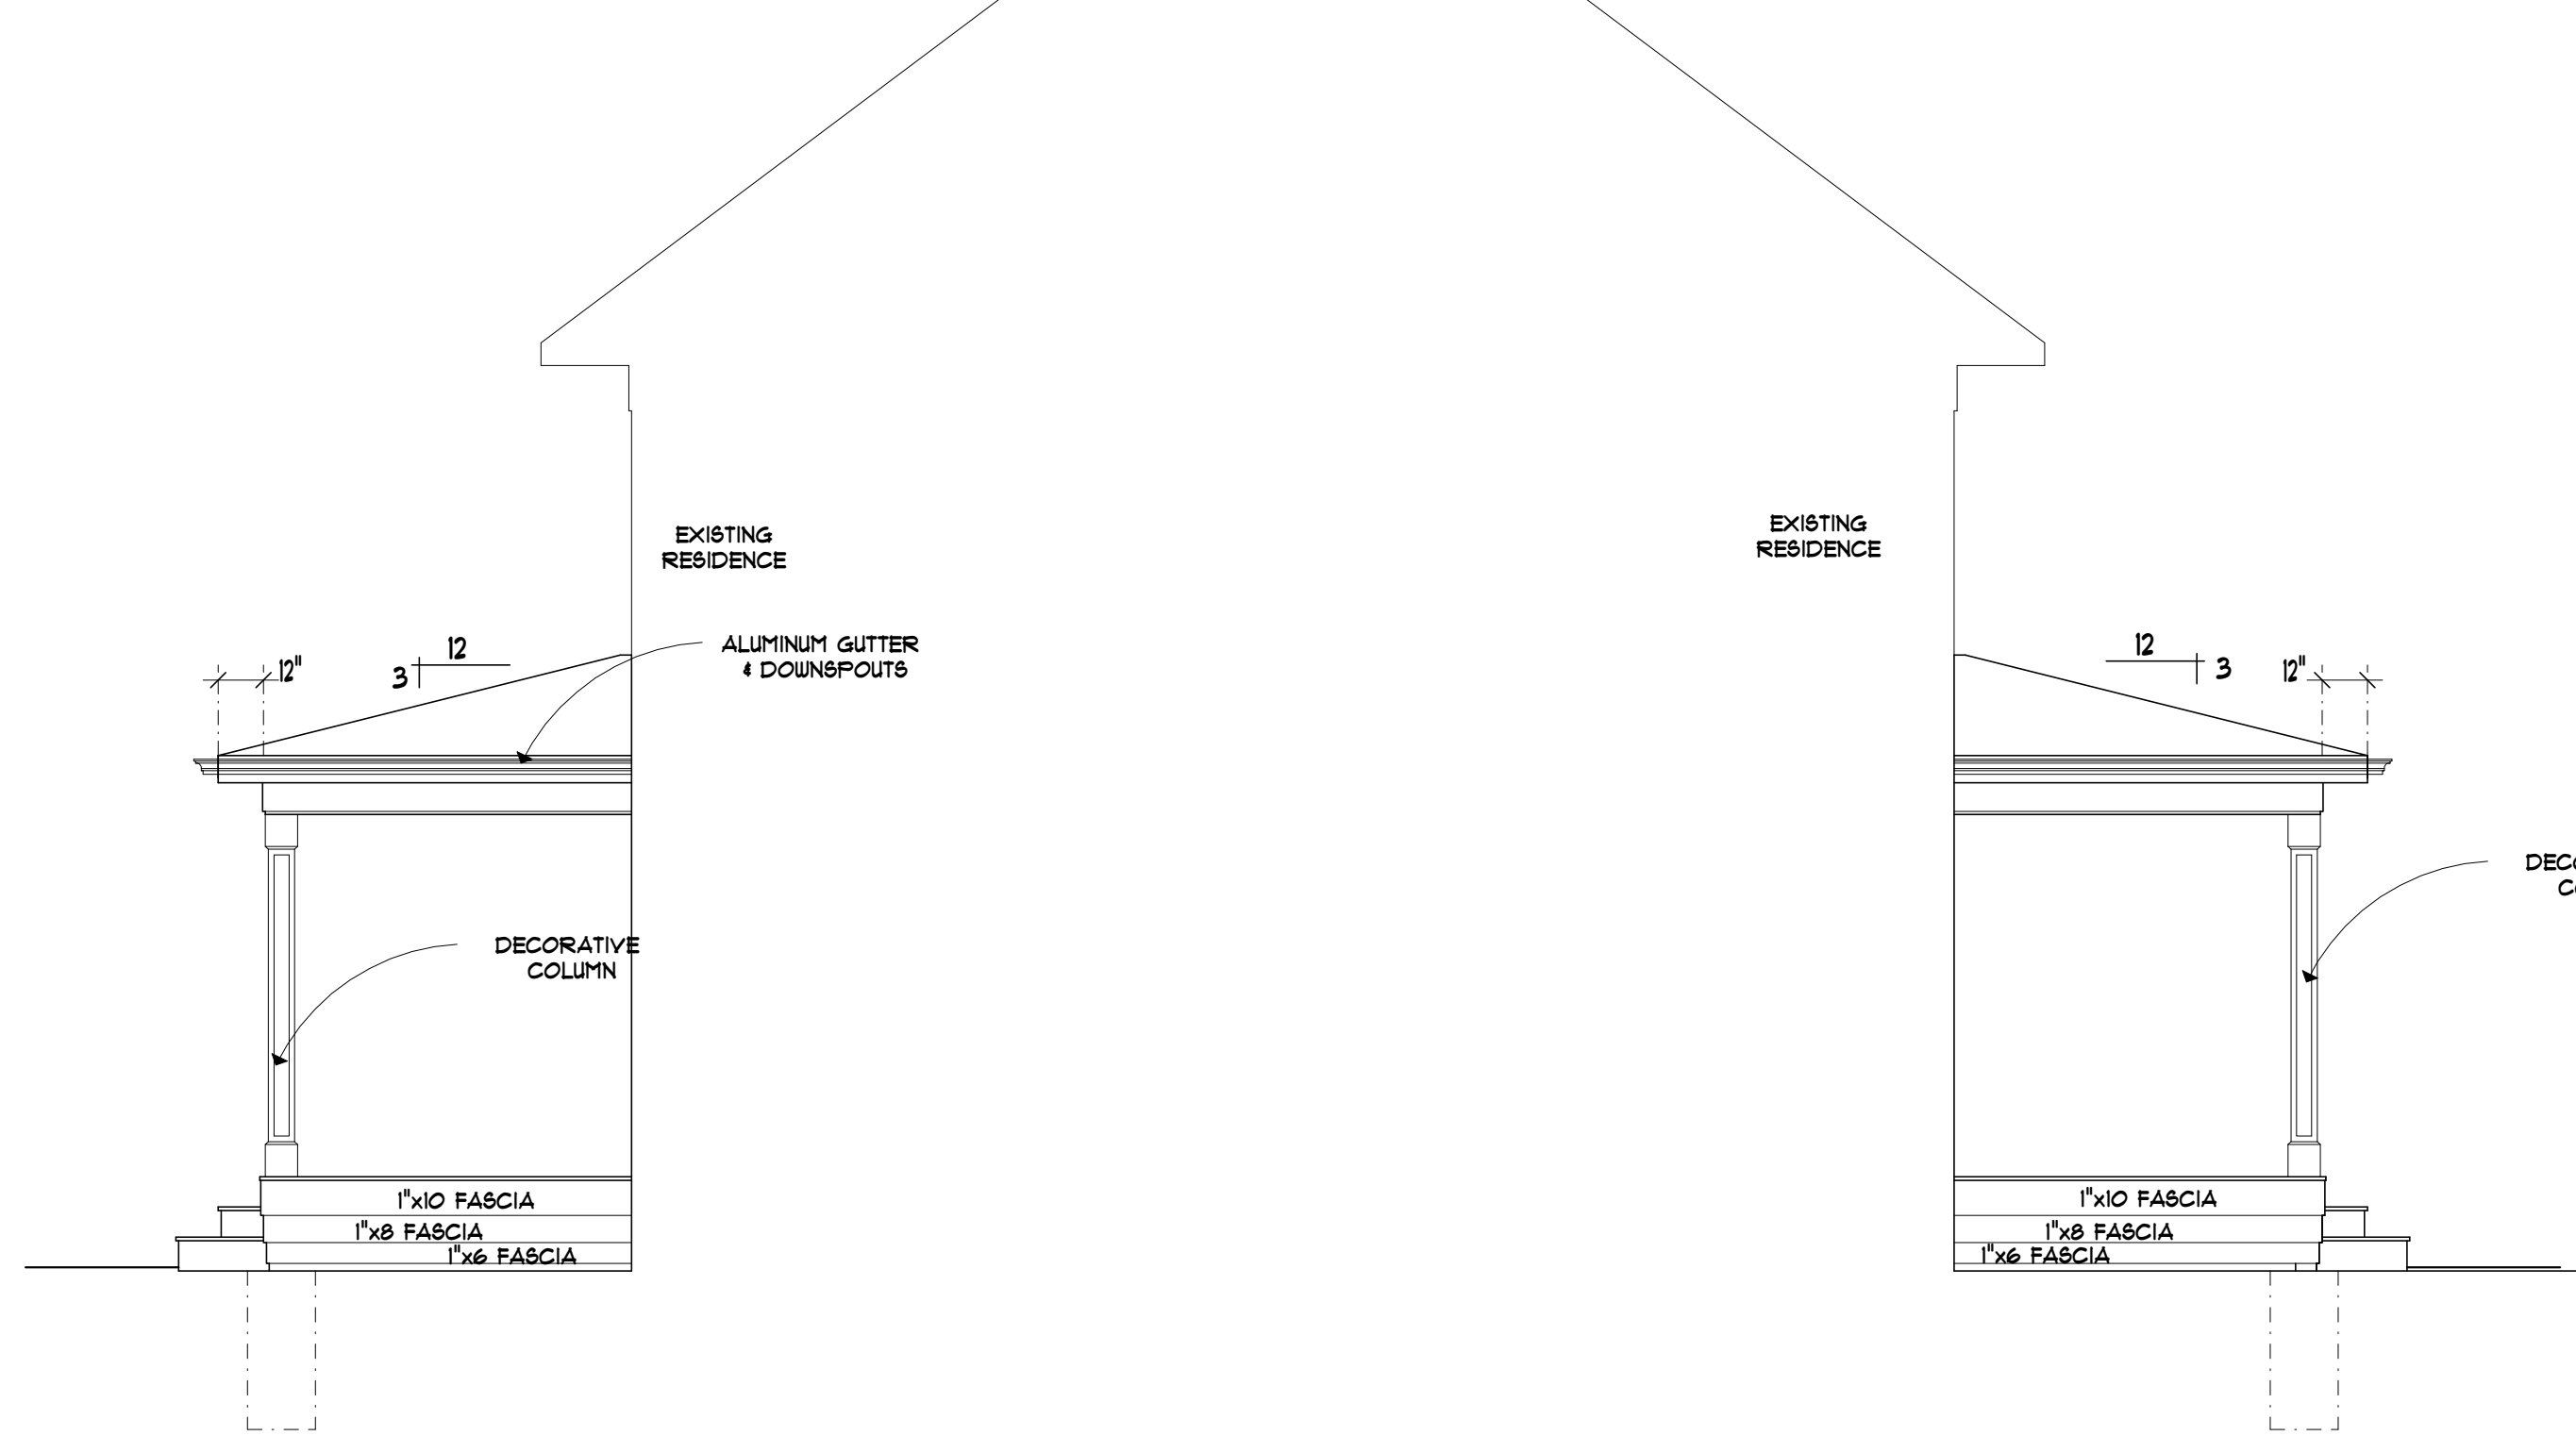 EXISTING
RESIDENCE
ALUMINUM GUTTER
& DOWNSPOUTS
12"
12
3
DECORATIVE
COLUMN
1"x10 FASCIA
1"x8 FASCIA
1"x6 FASCIA
EXISTING
RESIDENCE
12
3
12"
1"x10 FASCIA
1"x8 FASCIA
1"x6 FASCIA